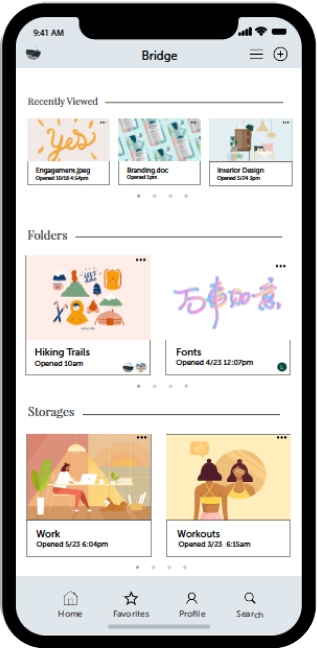 9:41 AM
Bridge
Recently Viewed
yes
Engagement.jpeg
Opened 10/18 4:54pm
Branding.doc
Opened 1pm
Interior Design
Opened 5/24 3pm
Folders
LET'S
万事如意
Hiking Trails
Opened 10am
Fonts
Opened 4/23 12:07pm
L
Storages
Work
Opened 5/23 6:04pm
Workouts
Opened 3/23 6:15am
Home
Favorites
Profile
Search